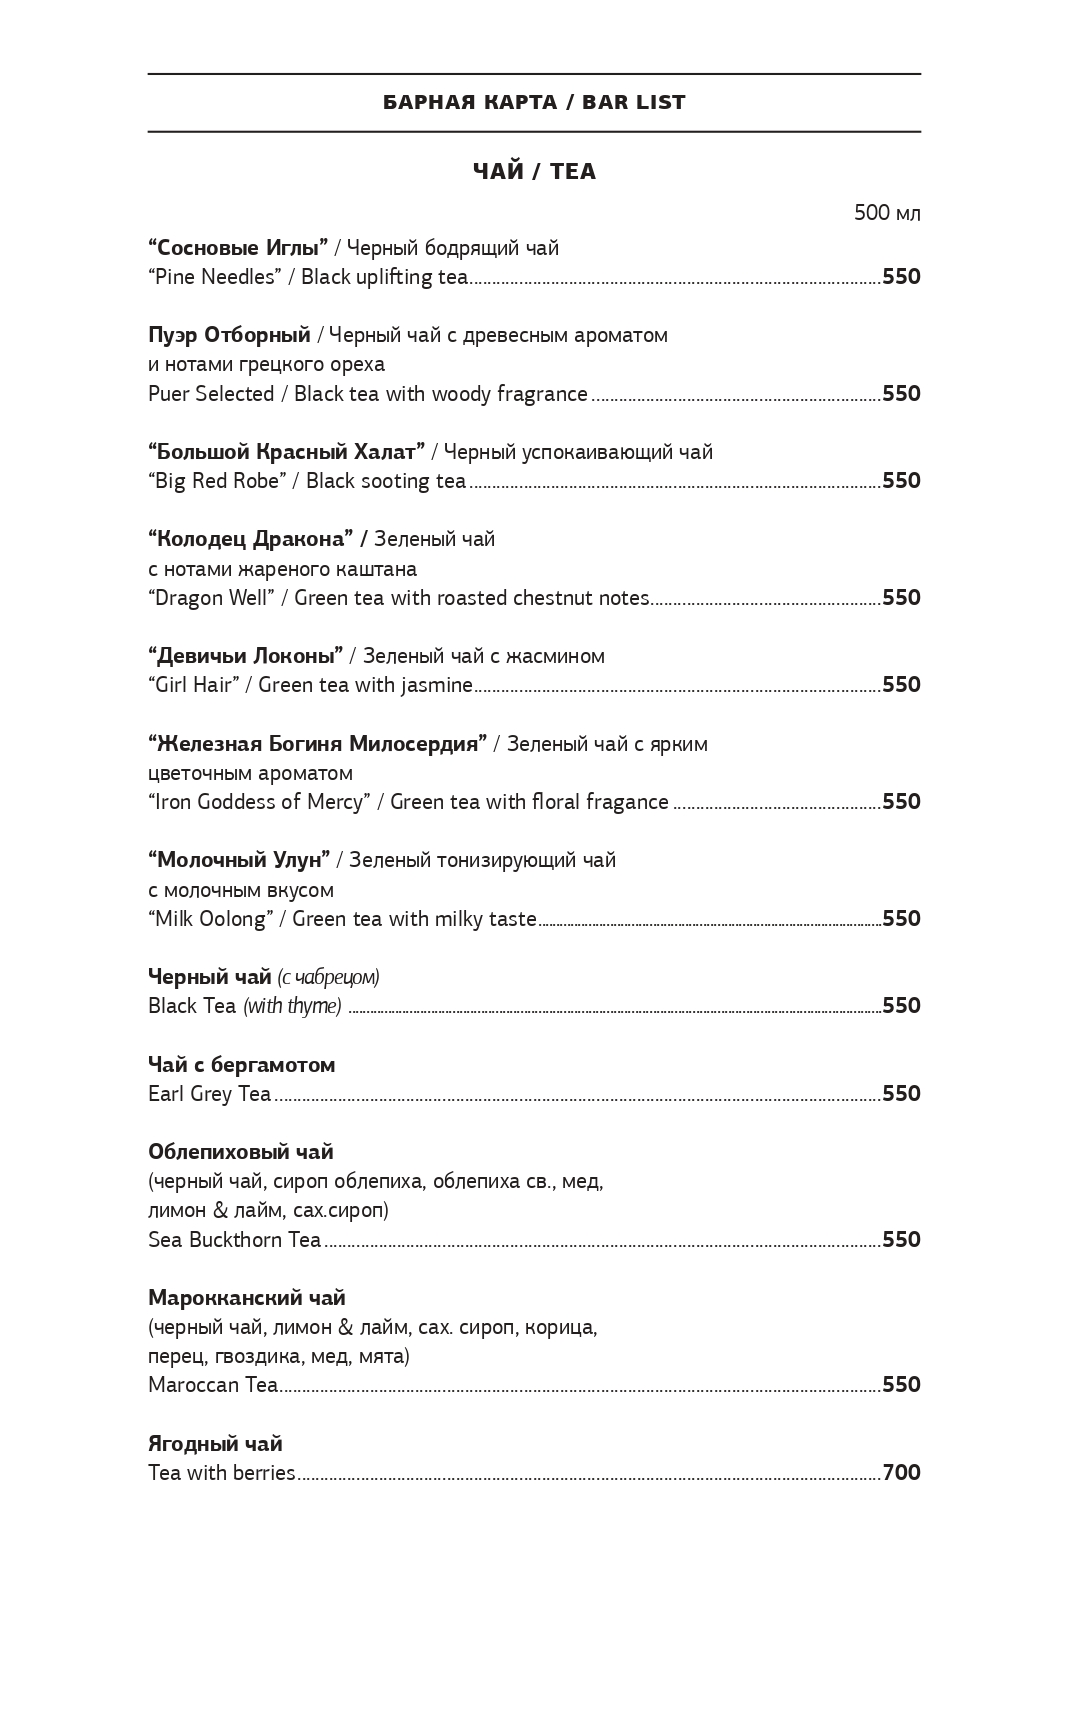 БАРНАЯ КАРТА / BAR LIST
ЧАЙ / TEA
500 мл
“Сосновые Иглы” / Черный бодрящий чай
“Pine Needles” / Black uplifting tea 550
Пуэр Отборный / Черный чай с древесным ароматом
и нотами грецкого ореха
Puer Selected / Black tea with woody fragrance 550
“Большой Красный Халат” / Черный успокаивающий чай
“Big Red Robe” / Black sooting tea 550
“Колодец Дракона” / Зеленый чай
с нотами жареного каштана
“Dragon Well” / Green tea with roasted chestnut notes 550
“Девичьи Локоны” / Зеленый чай с жасмином
“Girl Hair” / Green tea with jasmine 550
“Железная Богиня Милосердия” / Зеленый чай с ярким
цветочным ароматом
“Iron Goddess of Mercy” / Green tea with floral fragance 550
“Молочный Улун” / Зеленый тонизирующий чай
с молочным вкусом
“Milk Oolong” / Green tea with milky taste 550
Черный чай (с чабрецом)
Black Tea (with thyme) 550
Чай с бергамотом
Earl Grey Tea 550
Облепиховый чай
(черный чай, сироп облепиха, облепиха св., мед,
лимон & лайм, сах.сироп)
Sea Buckthorn Tea 550
Марокканский чай
(черный чай, лимон & лайм, сах. сироп, корица,
перец, гвоздика, мед, мята)
Maroccan Tea 550
Ягодный чай
Tea with berries 700